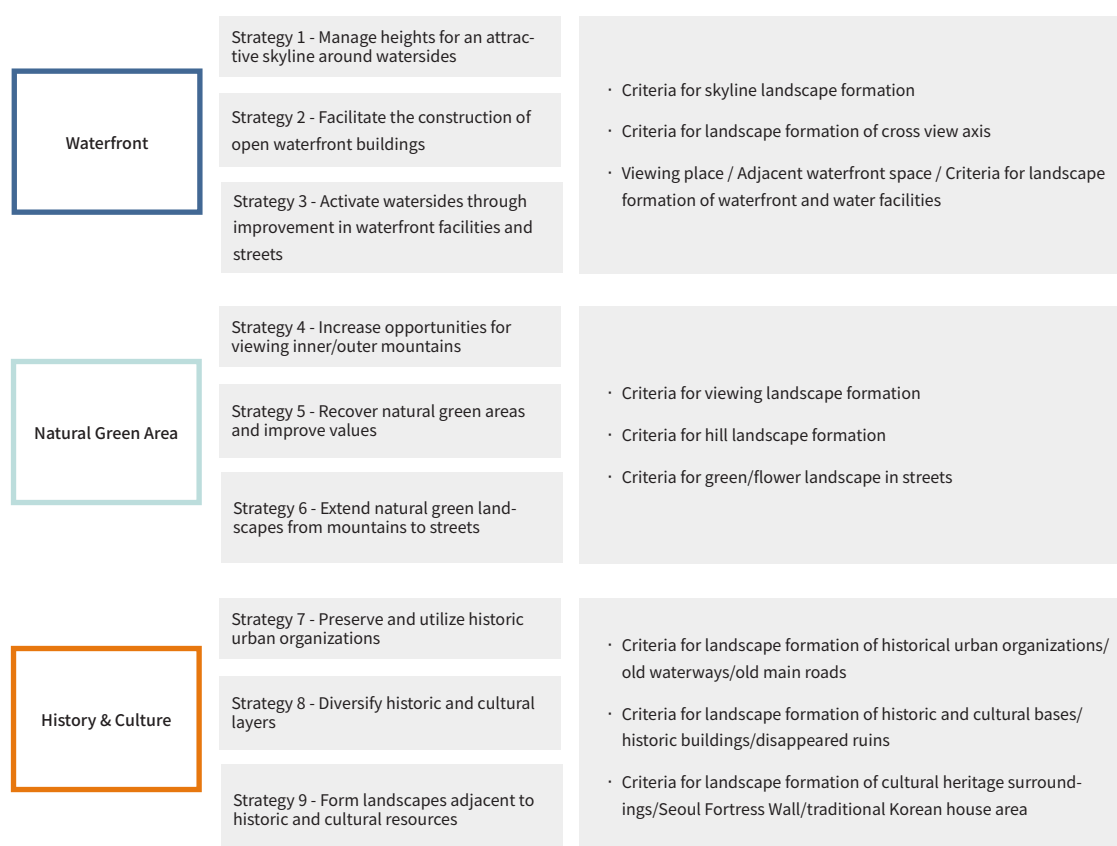 Waterfront
Strategy 1 - Manage heights for an attrac-
tive skyline around watersides
Strategy 2 - Facilitate the construction of
open waterfront buildings
Strategy 3 - Activate watersides through
improvement in waterfront facilities and
streets
· Criteria for skyline landscape formation
· Criteria for landscape formation of cross view axis
· Viewing place / Adjacent waterfront space / Criteria for landscape
formation of waterfront and water facilities
Natural Green Area
Strategy 4 - Increase opportunities for
viewing inner/outer mountains
Strategy 5 - Recover natural green areas
and improve values
Strategy 6 - Extend natural green land-
scapes from mountains to streets
· Criteria for viewing landscape formation
· Criteria for hill landscape formation
· Criteria for green/flower landscape in streets
History & Culture
Strategy 7 - Preserve and utilize historic
urban organizations
Strategy 8 - Diversify historic and cultural
layers
Strategy 9 - Form landscapes adjacent to
historic and cultural resources
· Criteria for landscape formation of historical urban organizations/
old waterways/old main roads
· Criteria for landscape formation of historic and cultural bases/
historic buildings/disappeared ruins
· Criteria for landscape formation of cultural heritage surround-
ings/Seoul Fortress Wall/traditional Korean house area